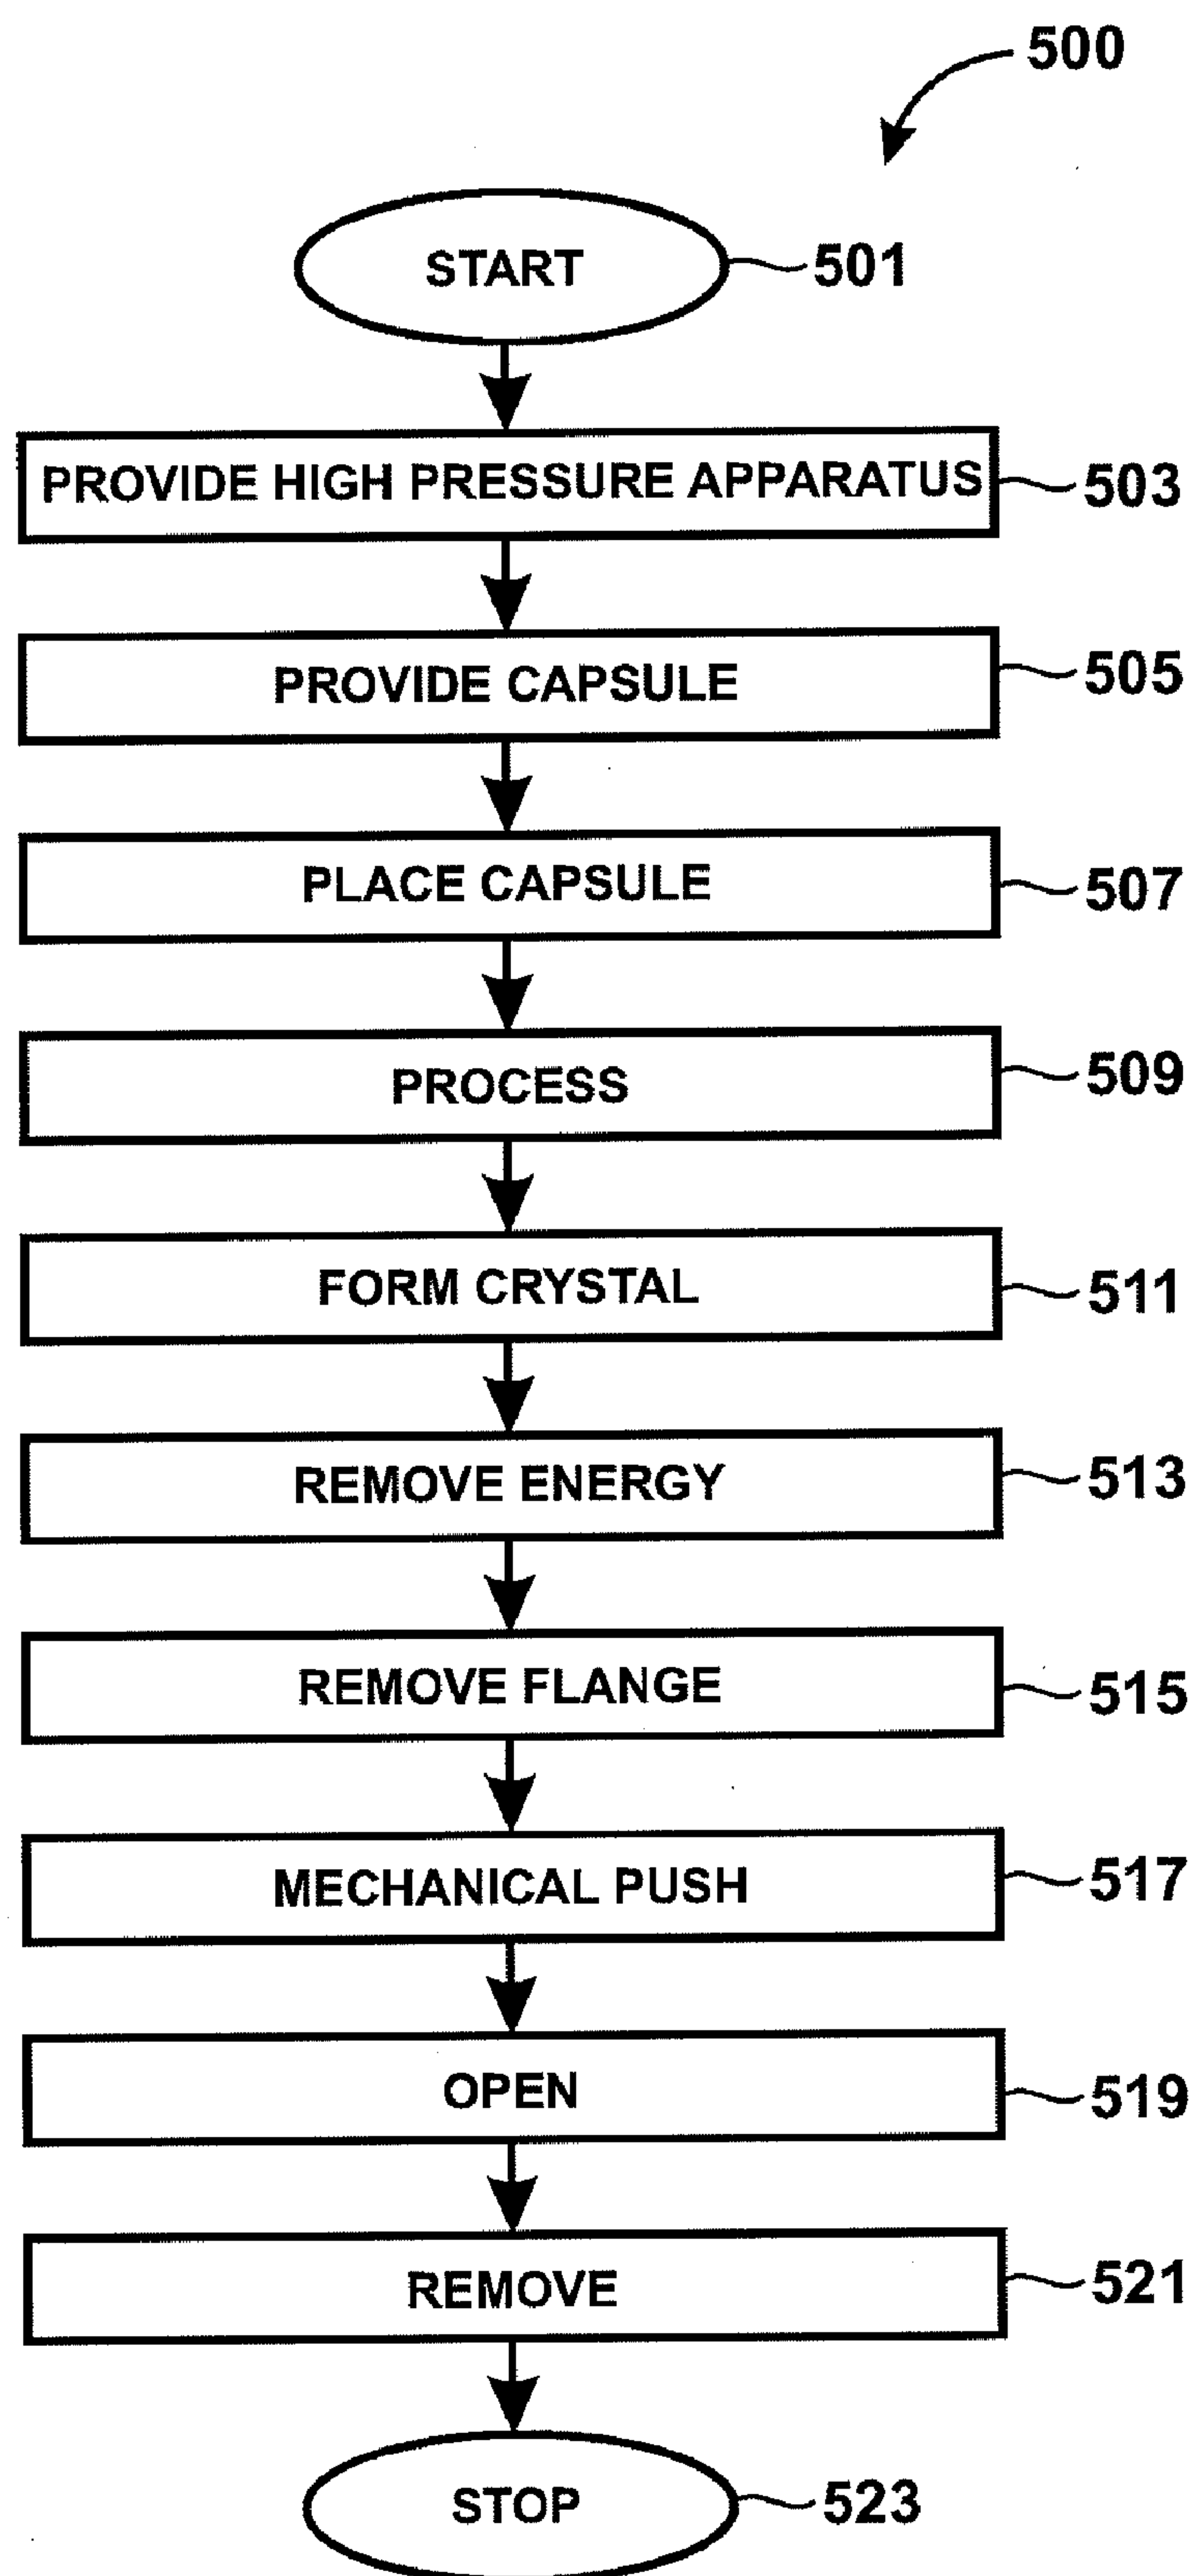 500
START 501
PROVIDE HIGH PRESSURE APPARATUS 503
PROVIDE CAPSULE 505
PLACE CAPSULE 507
PROCESS 509
FORM CRYSTAL 511
REMOVE ENERGY 513
REMOVE FLANGE 515
MECHANICAL PUSH 517
OPEN 519
REMOVE 521
STOP 523